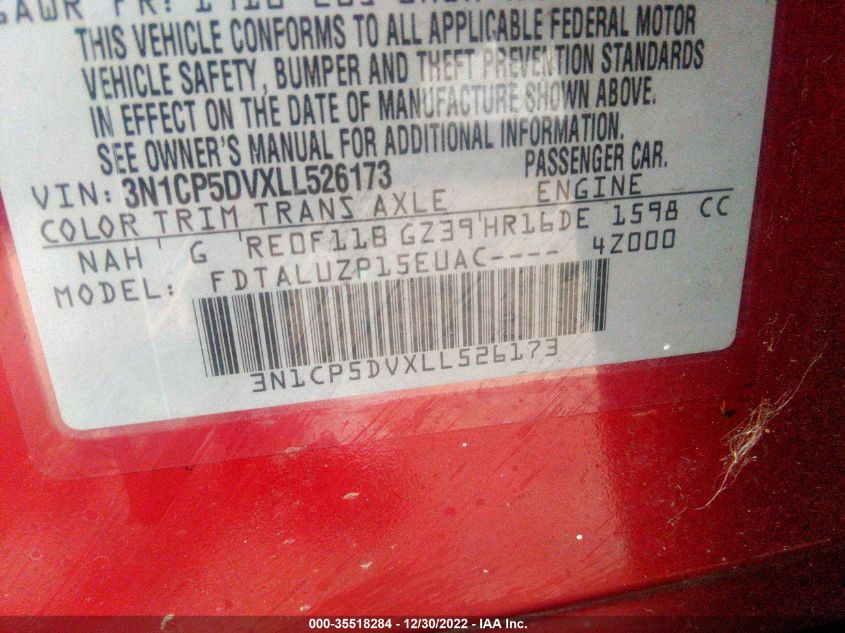 GAWR FR:
THIS VEHICLE CONFORMS TO ALL APPLICABLE FEDERAL MOTOR
VEHICLE SAFETY, BUMPER AND THEFT PREVENTION STANDARDS
IN EFFECT ON THE DATE OF MANUFACTURE SHOWN ABOVE.
SEE OWNER'S MANUAL FOR ADDITIONAL INFORMATION.
VIN: 3N1CP5DVXLL526173 PASSENGER CAR.
COLOR TRIM TRANS AXLE ENGINE
NAH G RE0F11B GZ39 HR16DE 1598 CC
MODEL: FDTALUZP15EUAC---- 4Z000
3N1CP5DVXLL526173
000-35518284 - 12/30/2022 - IAA Inc.